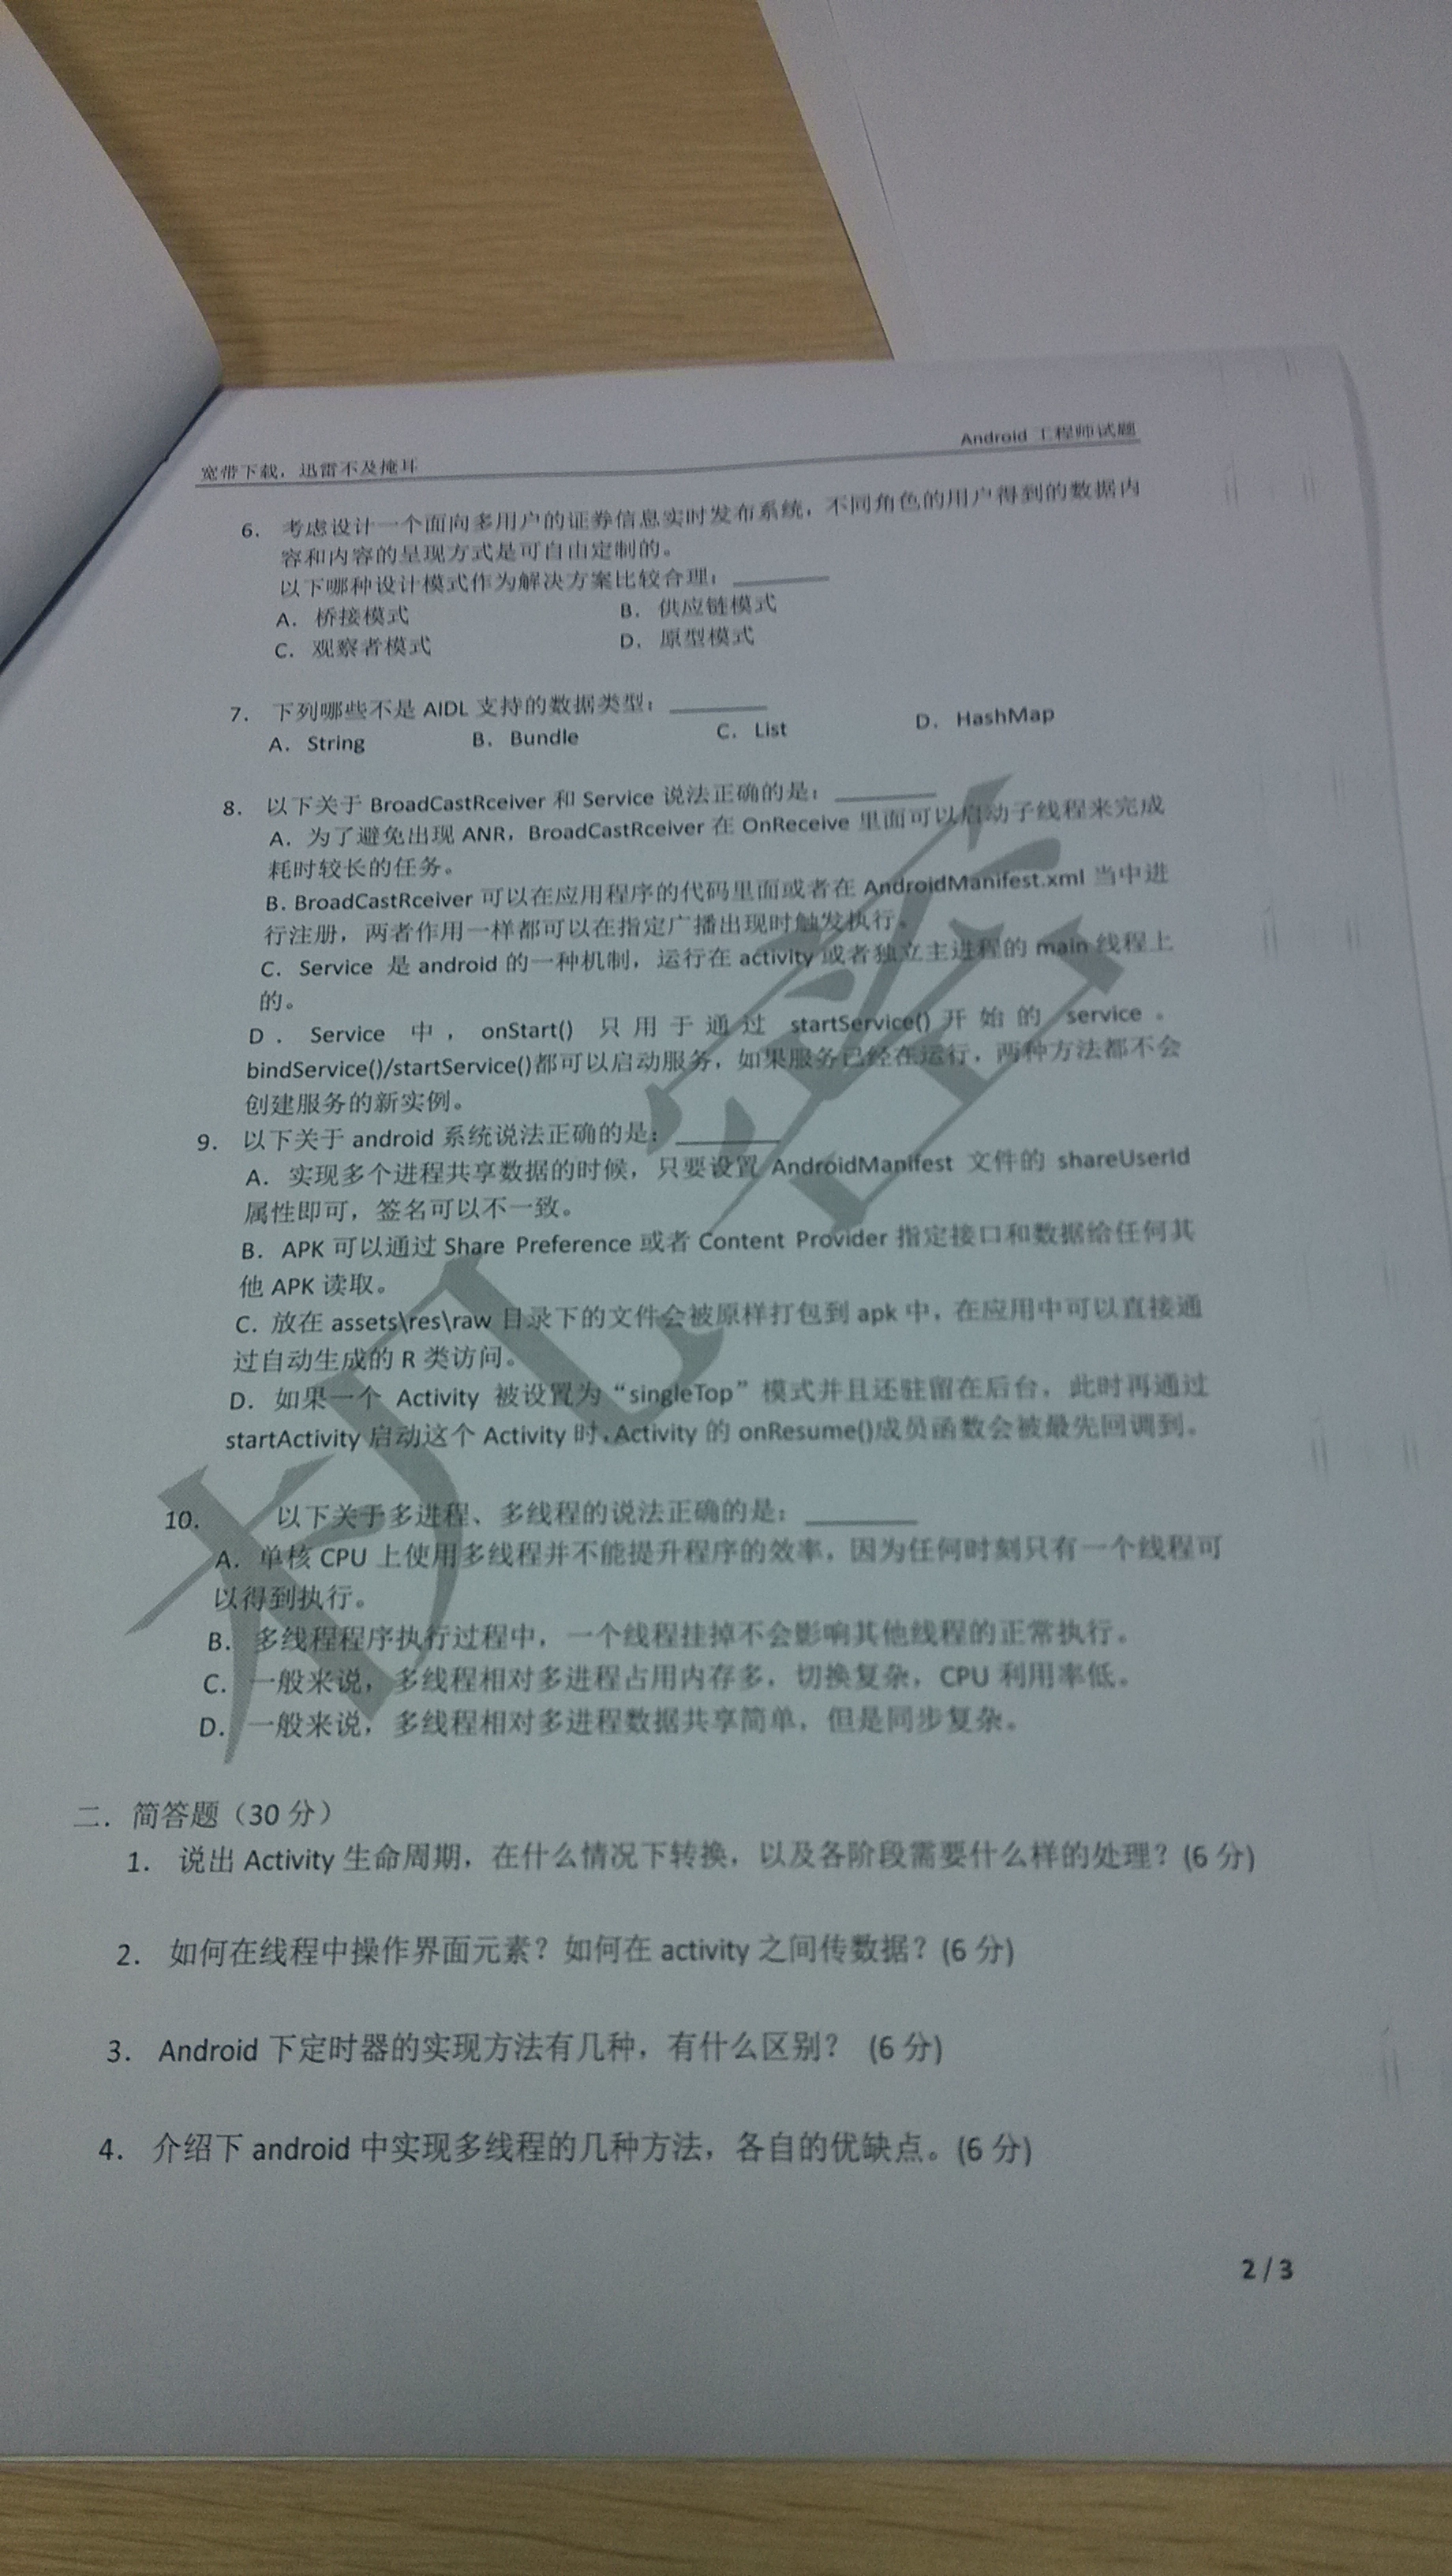 宽带下载，迅雷不及掩耳
Android 工程师试题
6. 考虑设计一个面向多用户的证券信息实时发布系统，不同角色的用户得到的数据内
容和内容的呈现方式是可自由定制的。
以下哪种设计模式作为解决方案比较合理：
A. 桥接模式 B. 供应链模式
C. 观察者模式 D. 原型模式
7. 下列哪些不是 AIDL 支持的数据类型：
A. String B. Bundle C. List D. HashMap
8. 以下关于 BroadCastRceiver 和 Service 说法正确的是：
A. 为了避免出现 ANR，BroadCastRceiver 在 OnReceive 里面可以启动子线程来完成
耗时较长的任务。
B. BroadCastRceiver 可以在应用程序的代码里面或者在 AndroidManifest.xml 当中进
行注册，两者作用一样都可以在指定广播出现时触发执行。
C. Service 是 android 的一种机制，运行在 activity 或者独立主进程的 main 线程上
的。
D. Service 中，onStart() 只用于通过 startService() 开始的 service。
bindService()/startService()都可以启动服务，如果服务已经在运行，两种方法都不会
创建服务的新实例。
9. 以下关于 android 系统说法正确的是：
A. 实现多个进程共享数据的时候，只要设置 AndroidManifest 文件的 shareUserId
属性即可，签名可以不一致。
B. APK 可以通过 Share Preference 或者 Content Provider 指定接口和数据给任何其
他 APK 读取。
C. 放在 assets\res\raw 目录下的文件会被原样打包到 apk 中，在应用中可以直接通
过自动生成的 R 类访问。
D. 如果一个 Activity 被设置为“singleTop”模式并且还驻留在后台，此时再通过
startActivity 启动这个 Activity 时，Activity 的 onResume()成员函数会被最先回调到。
10. 以下关于多进程、多线程的说法正确的是：
A. 单核 CPU 上使用多线程并不能提升程序的效率，因为任何时刻只有一个线程可
以得到执行。
B. 多线程程序执行过程中，一个线程挂掉不会影响其他线程的正常执行。
C. 一般来说，多线程相对多进程占用内存多，切换复杂，CPU 利用率低。
D. 一般来说，多线程相对多进程数据共享简单，但是同步复杂。
二．简答题（30 分）
1. 说出 Activity 生命周期，在什么情况下转换，以及各阶段需要什么样的处理？(6 分)
2. 如何在线程中操作界面元素？如何在 activity 之间传数据？(6 分)
3. Android 下定时器的实现方法有几种，有什么区别？ (6 分)
4. 介绍下 android 中实现多线程的几种方法，各自的优缺点。(6 分)
2 / 3